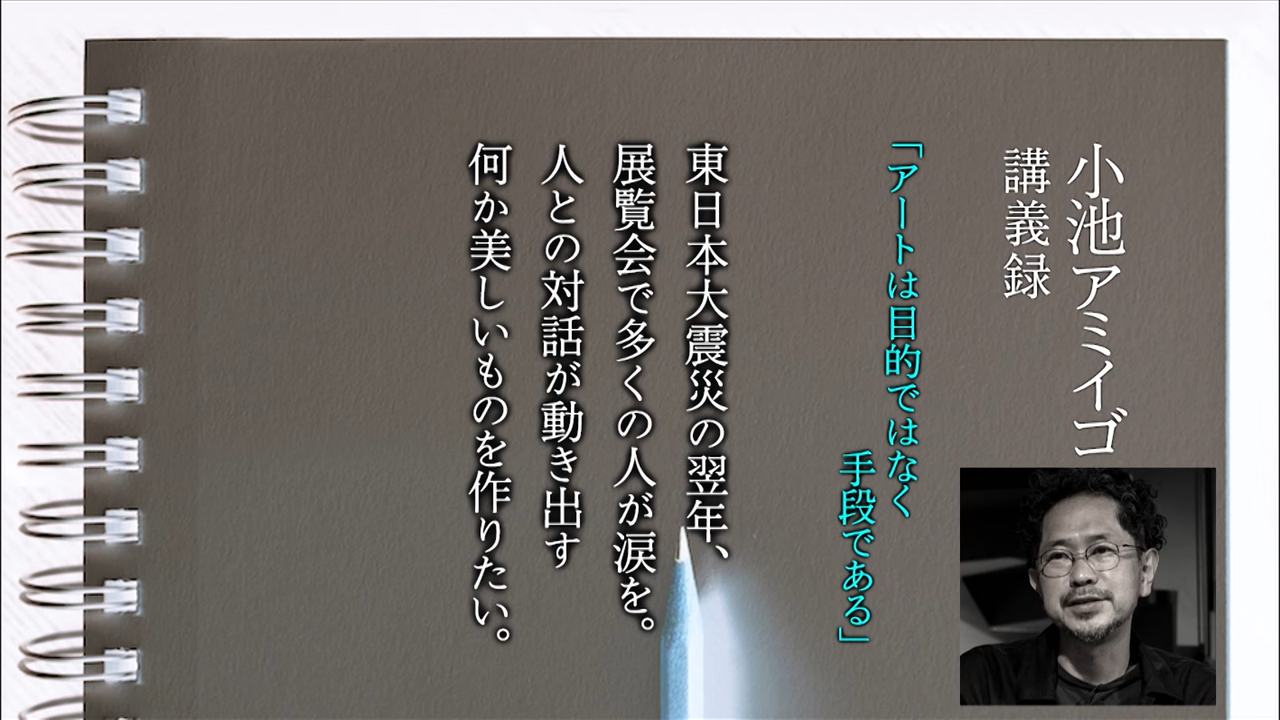 小池アミイゴ
講義録
「アートは目的ではなく
手段である」
東日本大震災の翌年、
展覧会で多くの人が涙を。
人との対話が動き出す
何か美しいものを作りたい。